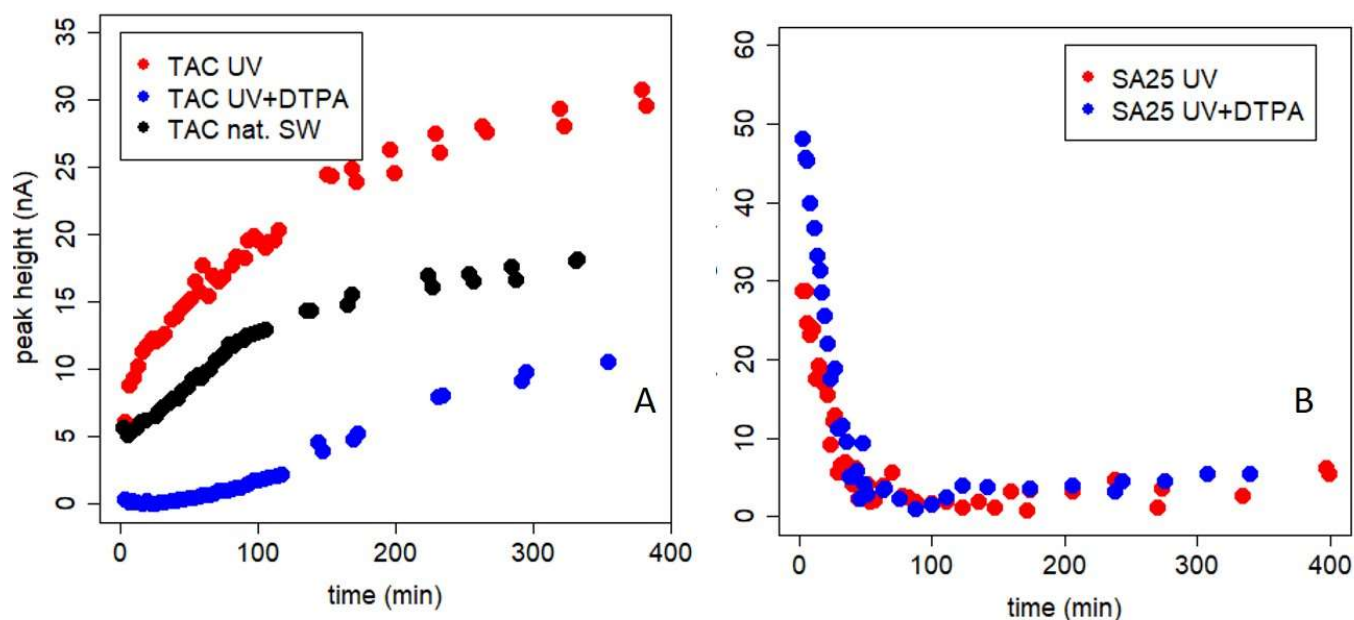 35
30
25
20
15
10
5
0
peak height (nA)
TAC UV
TAC UV+DTPA
TAC nat. SW
A
0 100 200 300 400
time (min)
60
50
40
30
20
10
0
SA25 UV
SA25 UV+DTPA
B
0 100 200 300 400
time (min)